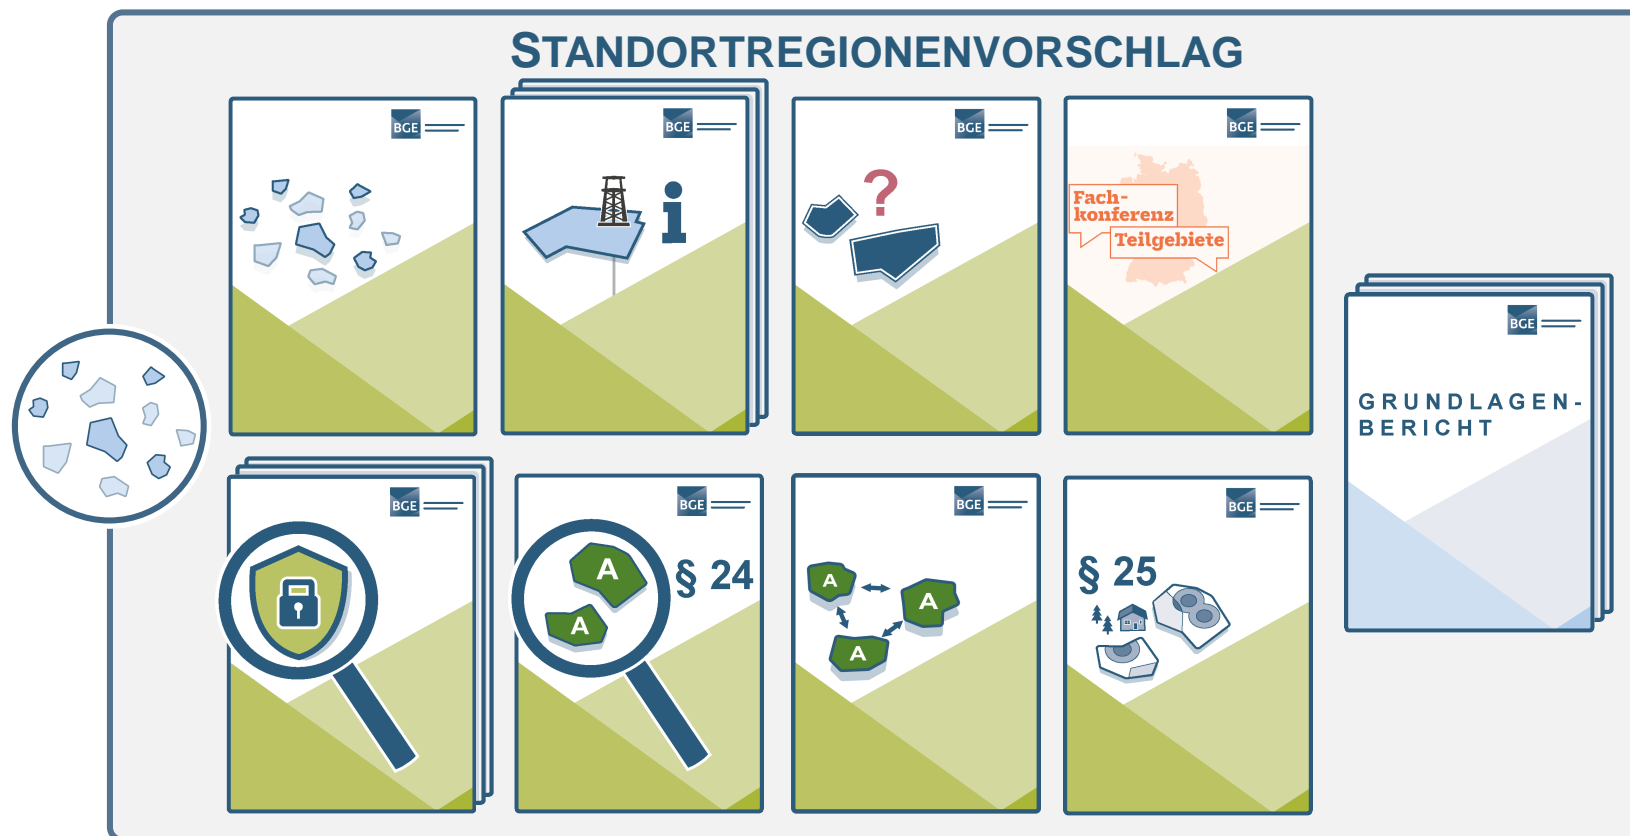 STANDORTREGIONENVORSCHLAG
BGE
BGE
BGE
BGE
?
Fach-
konferenz
Teilgebiete
BGE
GRUNDLAGEN-
BERICHT
BGE
BGE
BGE
BGE
A
A
§ 24
A
A
A
§ 25